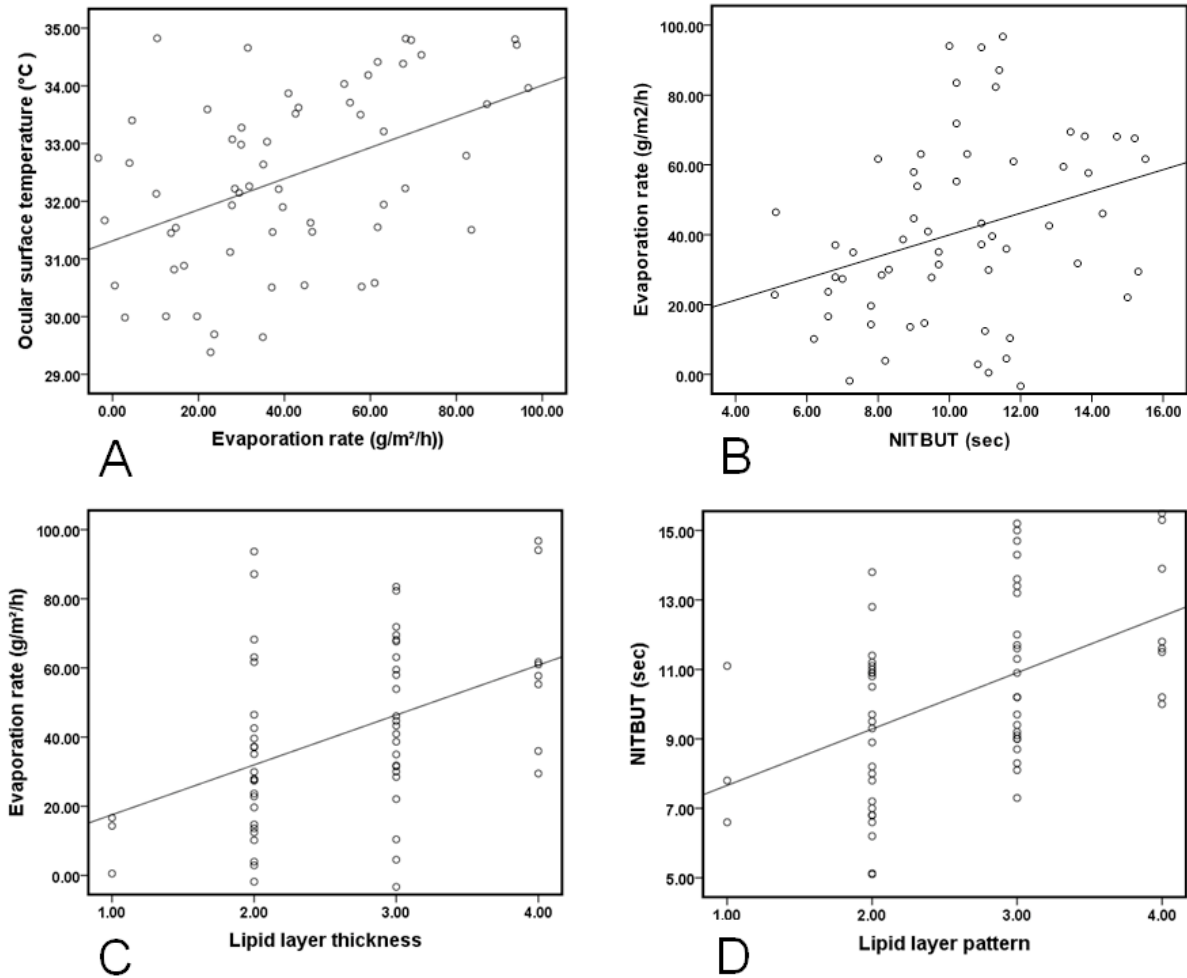 35.00
34.00
33.00
32.00
31.00
30.00
29.00
Ocular surface temperature (°C)
0.00 20.00 40.00 60.00 80.00 100.00
Evaporation rate (g/m²/h))
A
100.00
80.00
60.00
40.00
20.00
0.00
Evaporation rate (g/m2/h)
4.00 6.00 8.00 10.00 12.00 14.00 16.00
NITBUT (sec)
B
100.00
80.00
60.00
40.00
20.00
0.00
Evaporation rate (g/m²/h)
1.00 2.00 3.00 4.00
Lipid layer thickness
C
15.00
13.00
11.00
9.00
7.00
5.00
NITBUT (sec)
1.00 2.00 3.00 4.00
Lipid layer pattern
D